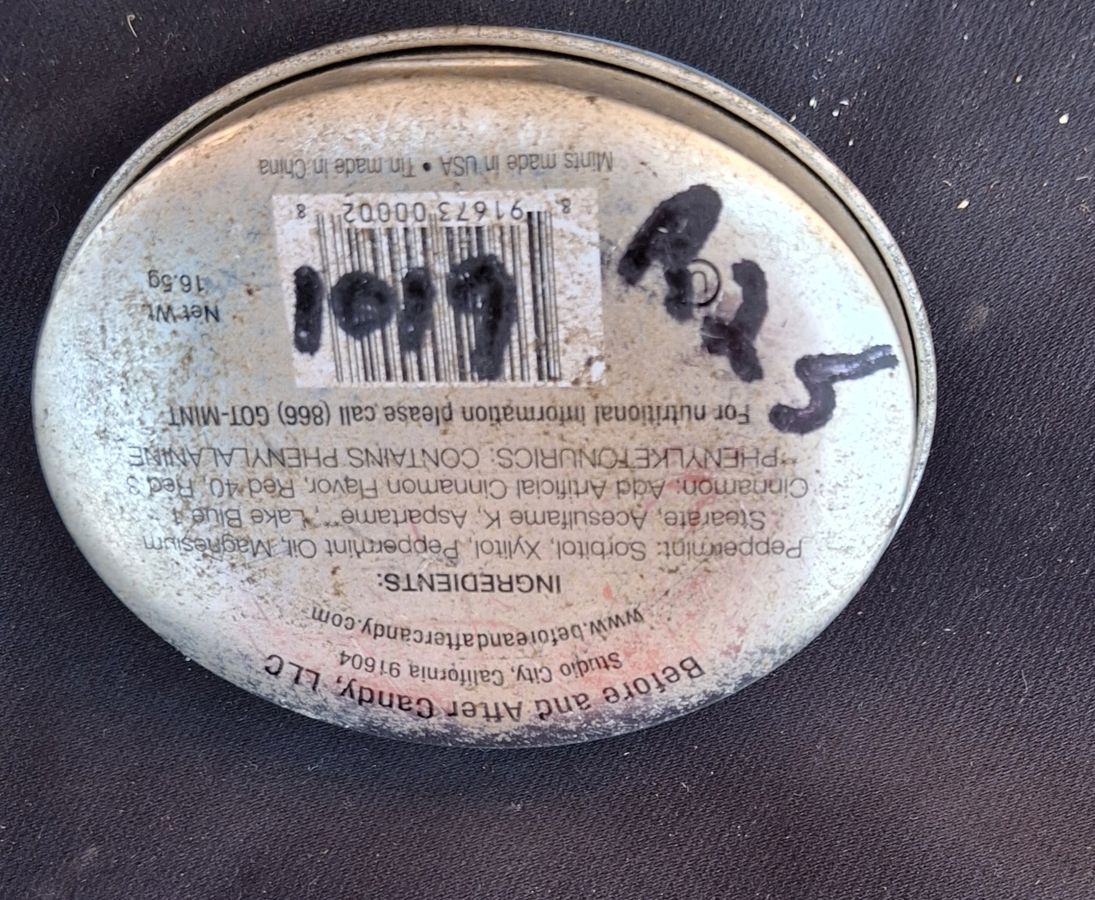 Before and After Candy, LLC
Studio City, California 91604
www.beforeandaftercandy.com
INGREDIENTS:
Peppermint: Sorbitol, Xylitol, Peppermint Oil, Magnesium
Stearate, Acesulfame K, Aspartame**, Lake Blue 1
Cinnamon: Add Artificial Cinnamon Flavor, Red 40, Red 3
**PHENYLKETONURICS: CONTAINS PHENYLALANINE
For nutritional information please call (866) GOT-MINT
Net Wt.
16.5g
1019
8 91673 00002 8
Mints made in USA • Tin made in China